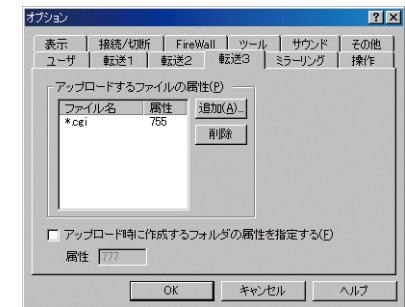 オプション
表示 接続/切断 FireWall ツール サウンド その他
ユーザ 転送1 転送2 転送3 ミラーリング 操作
アップロードするファイルの属性(P)
ファイル名 属性 追加(A)...
*.cgi 755
削除
アップロード時に作成するフォルダの属性を指定する(F)
属性 777
OK キャンセル ヘルプ